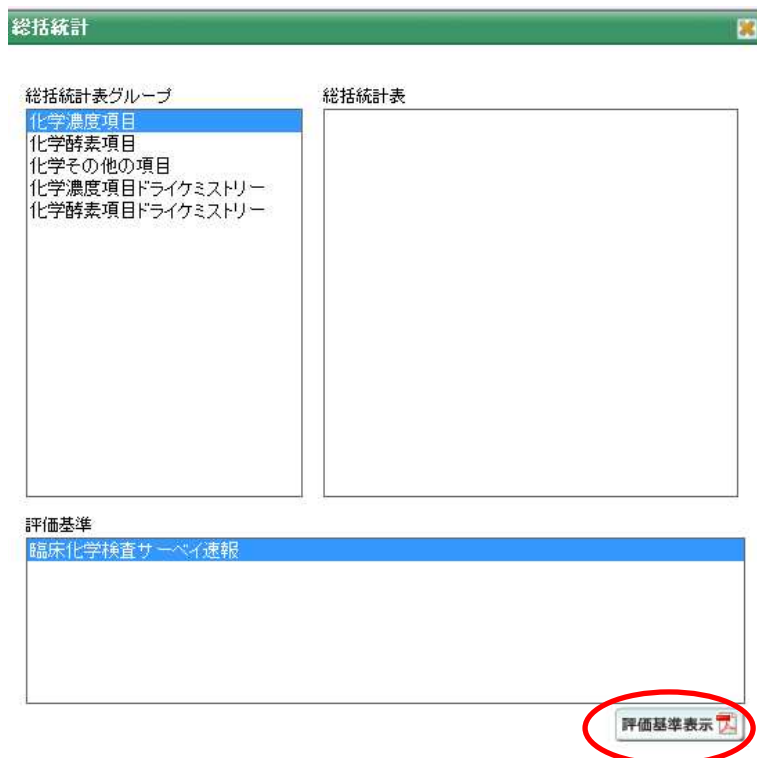 総括統計
総括統計表グループ
化学濃度項目
化学酵素項目
化学その他の項目
化学濃度項目ドライケミストリー
化学酵素項目ドライケミストリー
総括統計表
評価基準
臨床化学検査サーベイ速報
評価基準表示